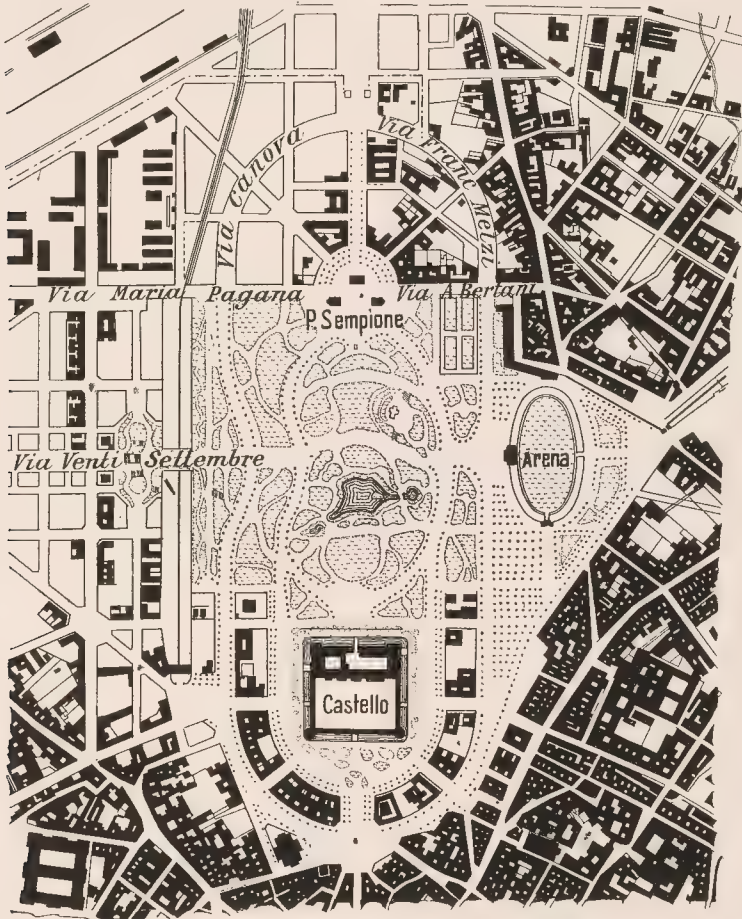 Via Canova
Via Franc Melzi
Via Maria Pagana
Via A. Bertani
P. Sempione
Via Venti Settembre
Arena
Castello